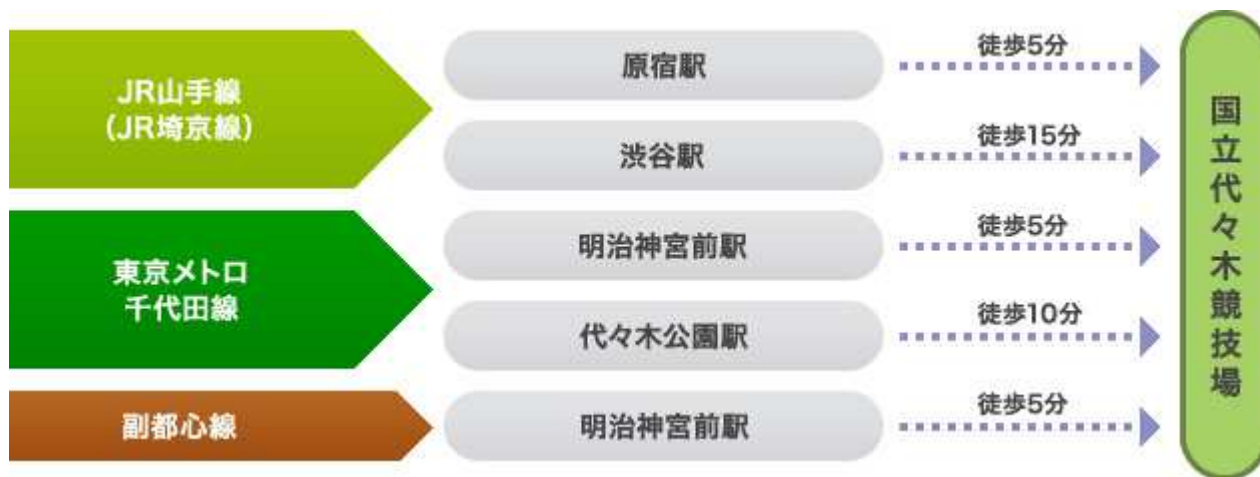 JR山手線
（JR埼京線）
原宿駅
徒歩5分
渋谷駅
徒歩15分
東京メトロ
千代田線
明治神宮前駅
徒歩5分
代々木公園駅
徒歩10分
副都心線
明治神宮前駅
徒歩5分
国立代々木競技場